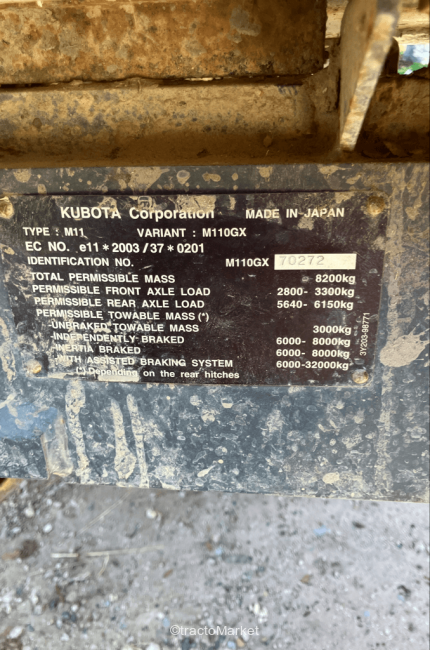 KUBOTA Corporation MADE IN JAPAN
TYPE : M11 VARIANT : M110GX
EC NO. e11*2003/37*0201
IDENTIFICATION NO. M110GX 70272
TOTAL PERMISSIBLE MASS 8200kg
PERMISSIBLE FRONT AXLE LOAD 2800- 3300kg
PERMISSIBLE REAR AXLE LOAD 5640- 6150kg
PERMISSIBLE TOWABLE MASS (*)
-UNBRAKED TOWABLE MASS 3000kg
-INDEPENDENTLY BRAKED 6000- 8000kg
-INERTIA BRAKED 6000- 8000kg
-WITH ASSISTED BRAKING SYSTEM 6000-32000kg
(*) Depending on the rear hitches
3Y203-98771
©tractoMarket